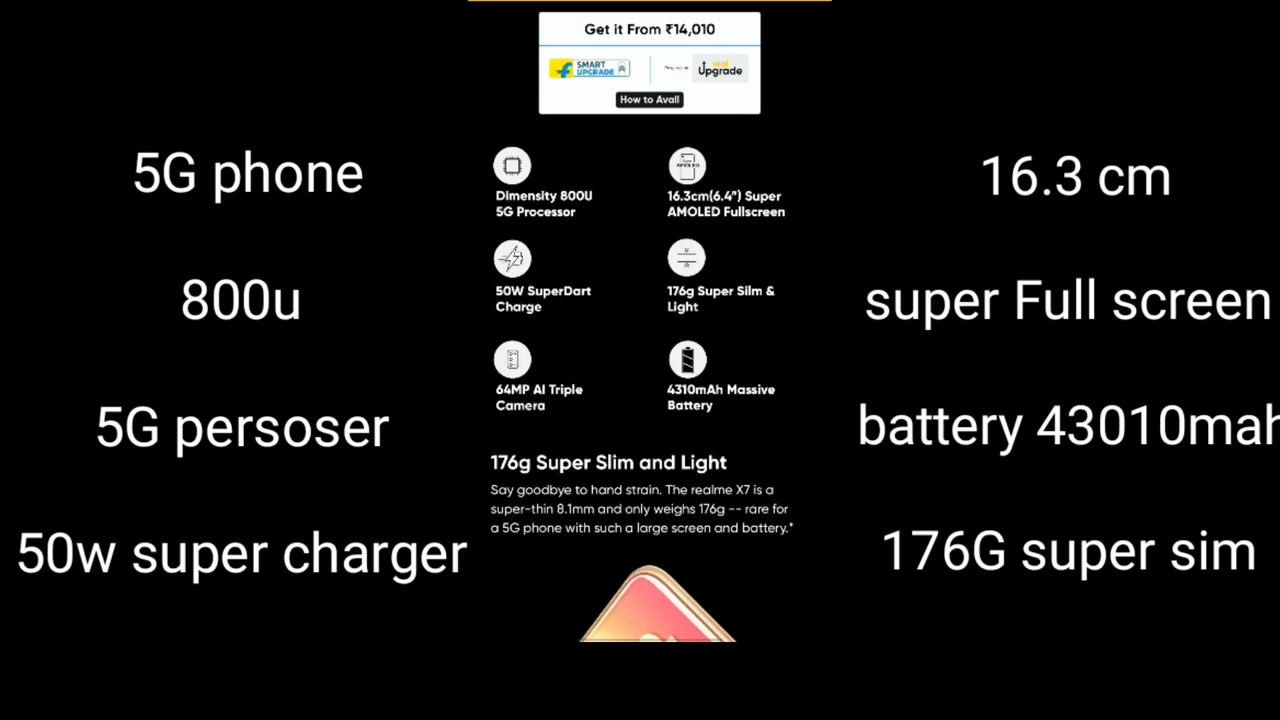 Get it From ₹14,010
SMART
UPGRADE
Powered by
real
Upgrade
How to Avail
5G phone
800u
5G persoser
50w super charger
Dimensity 800U
5G Processor
16.3cm(6.4") Super
AMOLED Fullscreen
50W SuperDart
Charge
176g Super Silm &
Light
64MP AI Triple
Camera
4310mAh Massive
Battery
176g Super Slim and Light
Say goodbye to hand strain. The realme X7 is a
super-thin 8.1mm and only weighs 176g -- rare for
a 5G phone with such a large screen and battery.*
16.3 cm
super Full screen
battery 43010mah
176G super sim